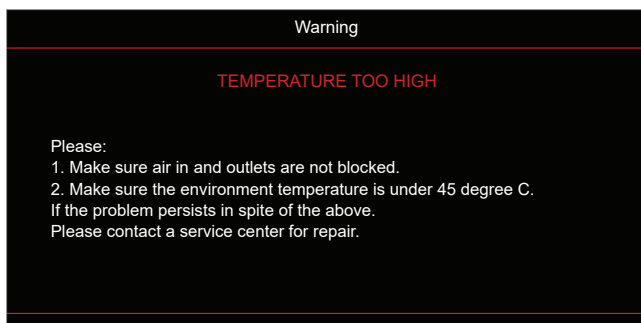 Warning
TEMPERATURE TOO HIGH
Please:
1. Make sure air in and outlets are not blocked.
2. Make sure the environment temperature is under 45 degree C.
If the problem persists in spite of the above.
Please contact a service center for repair.